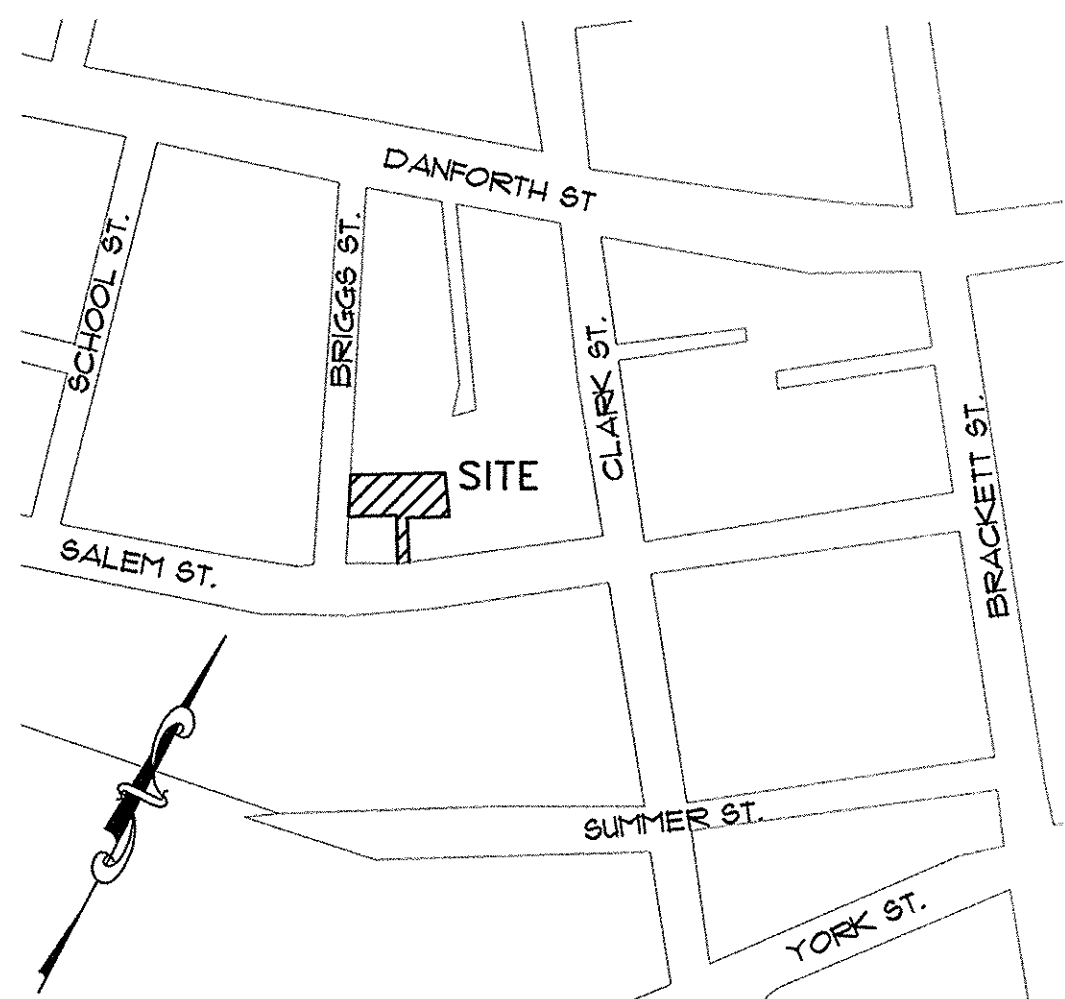 DANFORTH ST
SCHOOL ST.
BRIGGS ST.
CLARK ST.
BRACKETT ST.
SITE
SALEM ST.
SUMMER ST.
YORK ST.